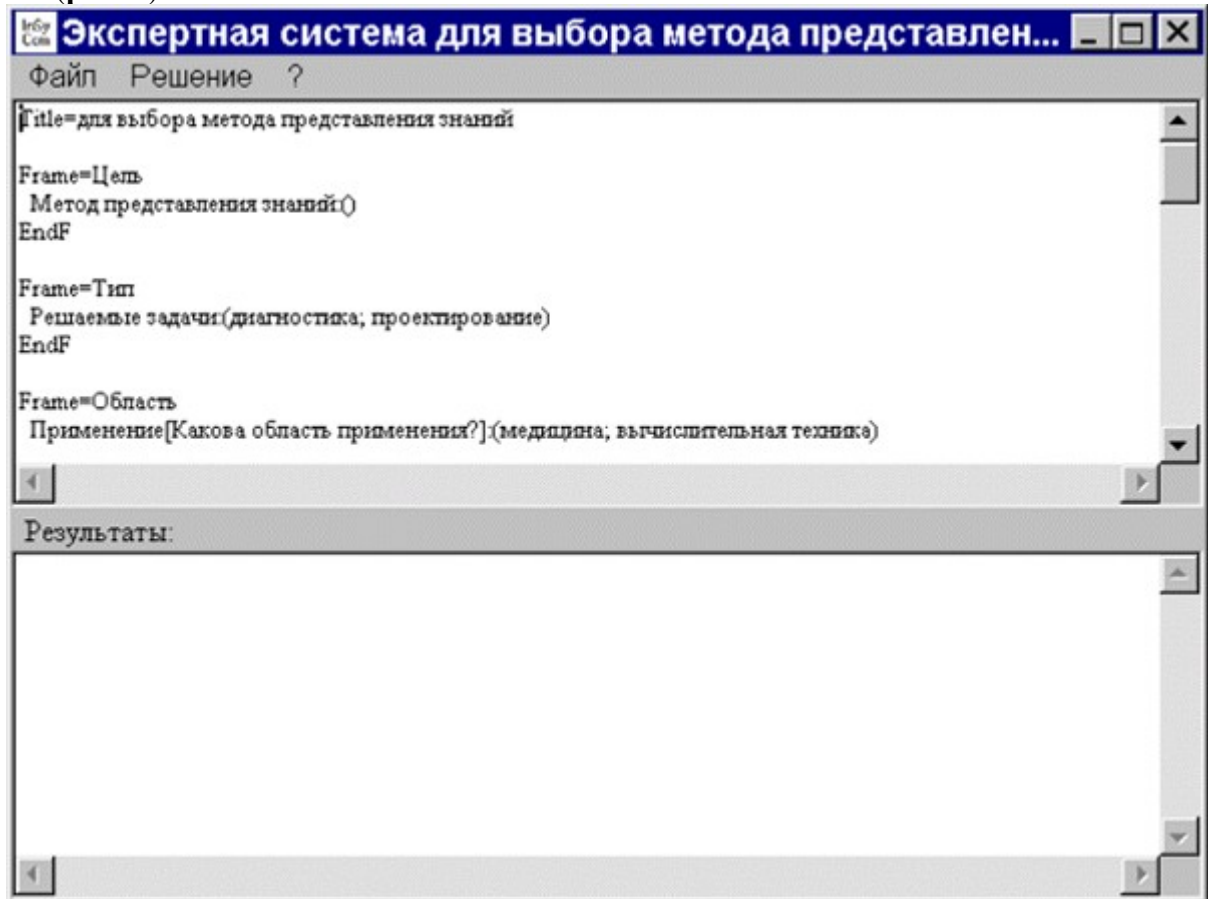 Экспертная система для выбора метода представлен...
Файл Решение ?
Title=для выбора метода представления знаний
Frame=Цель
Метод представления знаний:()
EndF
Frame=Тип
Решаемые задачи:(диагностика; проектирование)
EndF
Frame=Область
Применение[Какова область применения?]:(медицина; вычислительная техника)
Результаты: